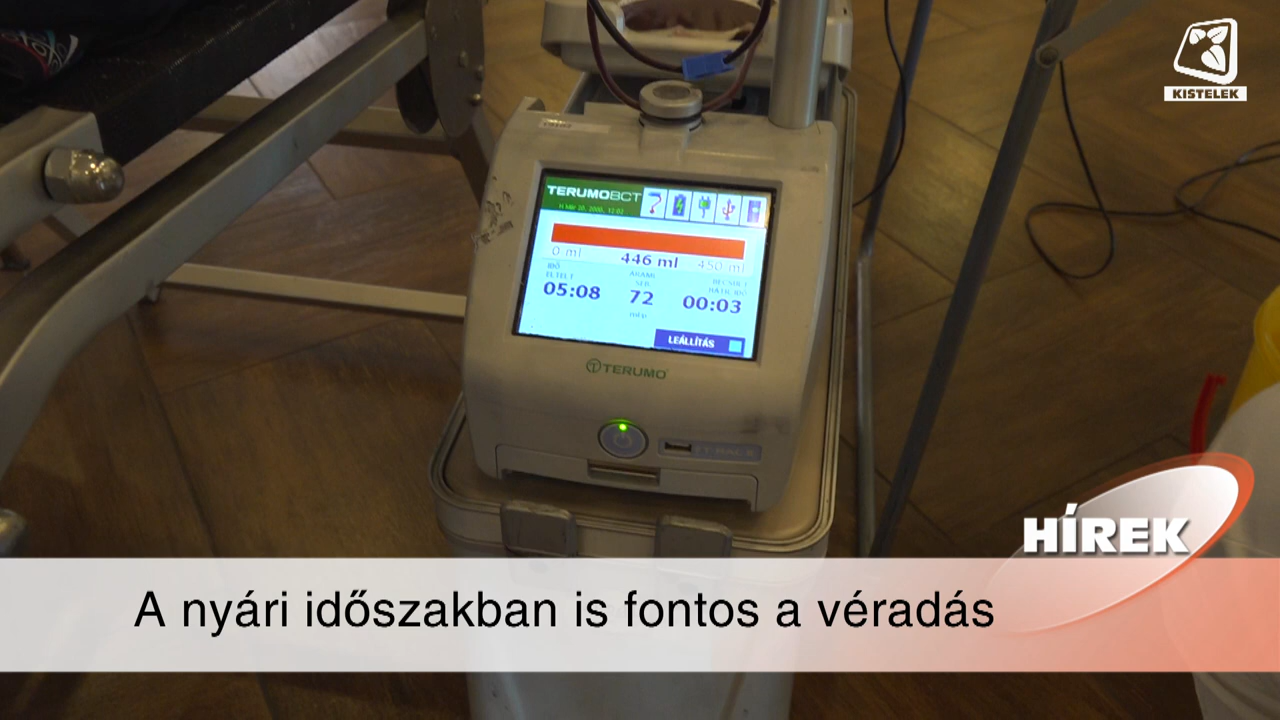 KISTELEK
TERUMOBCT
0 ml 446 ml 450 ml
IDŐ
ELTELT
05:08 72 00:03
LEÁLLÍTÁS
TERUMO
HÍREK
A nyári időszakban is fontos a véradás